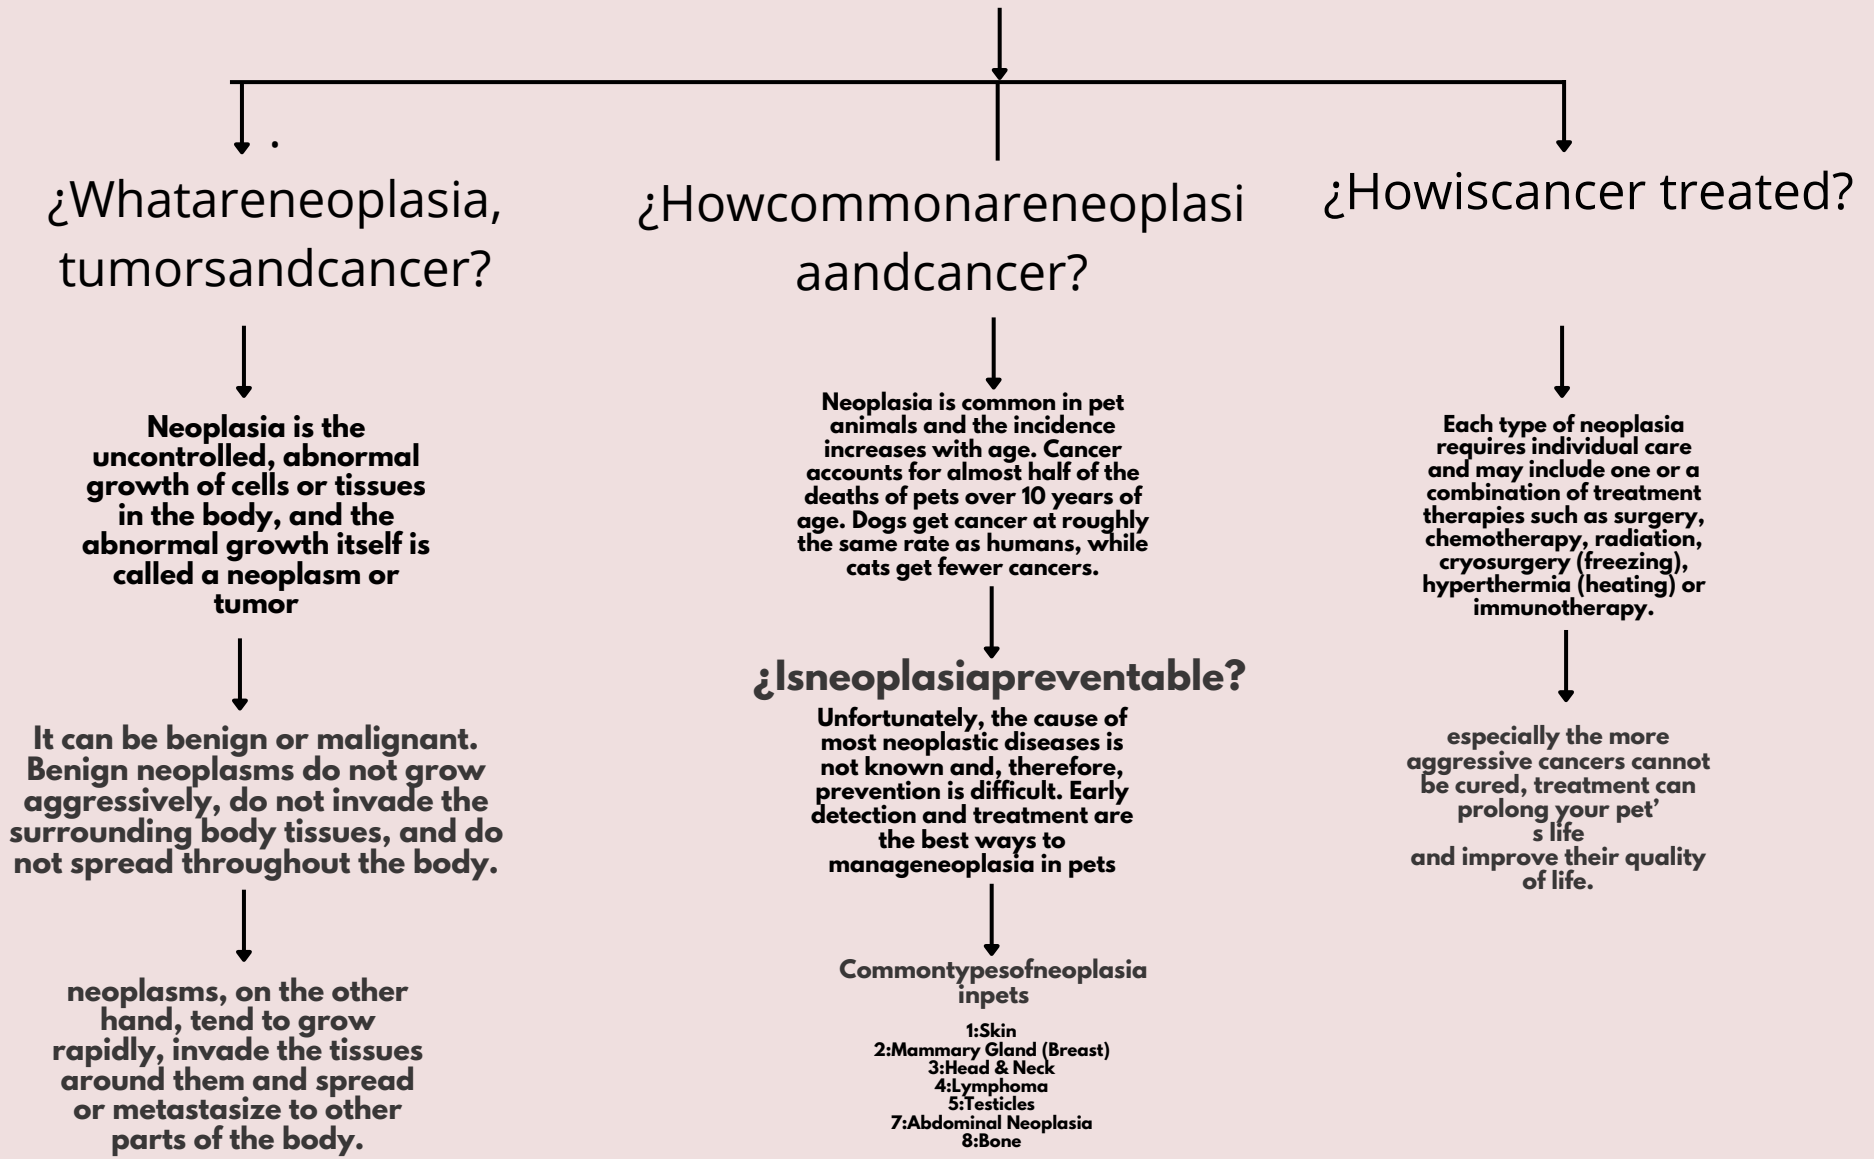 .
¿Whatareneoplasia,
tumorsandcancer?
Neoplasia is the
uncontrolled, abnormal
growth of cells or tissues
in the body, and the
abnormal growth itself is
called a neoplasm or
tumor
It can be benign or malignant.
Benign neoplasms do not grow
aggressively, do not invade the
surrounding body tissues, and do
not spread throughout the body.
neoplasms, on the other
hand, tend to grow
rapidly, invade the tissues
around them and spread
or metastasize to other
parts of the body.
¿Howcommonareneoplasi
aandcancer?
Neoplasia is common in pet
animals and the incidence
increases with age. Cancer
accounts for almost half of the
deaths of pets over 10 years of
age. Dogs get cancer at roughly
the same rate as humans, while
cats get fewer cancers.
¿Isneoplasiapreventable?
Unfortunately, the cause of
most neoplastic diseases is
not known and, therefore,
prevention is difficult. Early
detection and treatment are
the best ways to
manageneoplasia in pets
Commontypesofneoplasia
inpets
1:Skin
2:Mammary Gland (Breast)
3:Head & Neck
4:Lymphoma
5:Testicles
7:Abdominal Neoplasia
8:Bone
¿Howiscancer treated?
Each type of neoplasia
requires individual care
and may include one or a
combination of treatment
therapies such as surgery,
chemotherapy, radiation,
cryosurgery (freezing),
hyperthermia (heating) or
immunotherapy.
especially the more
aggressive cancers cannot
be cured, treatment can
prolong your pet’
s life
and improve their quality
of life.